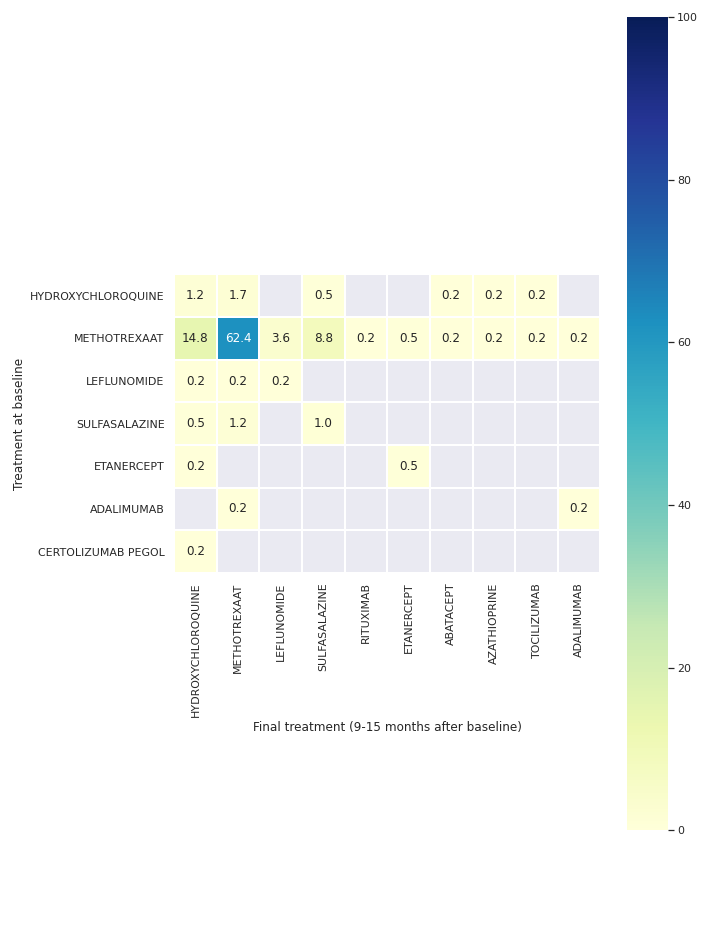 100
80
60
40
20
0
Treatment at baseline
HYDROXYCHLOROQUINE 1.2 1.7 0.5 0.2 0.2 0.2
METHOTREXAAT 14.8 62.4 3.6 8.8 0.2 0.5 0.2 0.2 0.2 0.2
LEFLUNOMIDE 0.2 0.2 0.2
SULFASALAZINE 0.5 1.2 1.0
ETANERCEPT 0.2 0.5
ADALIMUMAB 0.2 0.2
CERTOLIZUMAB PEGOL 0.2
HYDROXYCHLOROQUINE
METHOTREXAAT
LEFLUNOMIDE
SULFASALAZINE
RITUXIMAB
ETANERCEPT
ABATACEPT
AZATHIOPRINE
TOCILIZUMAB
ADALIMUMAB
Final treatment (9-15 months after baseline)